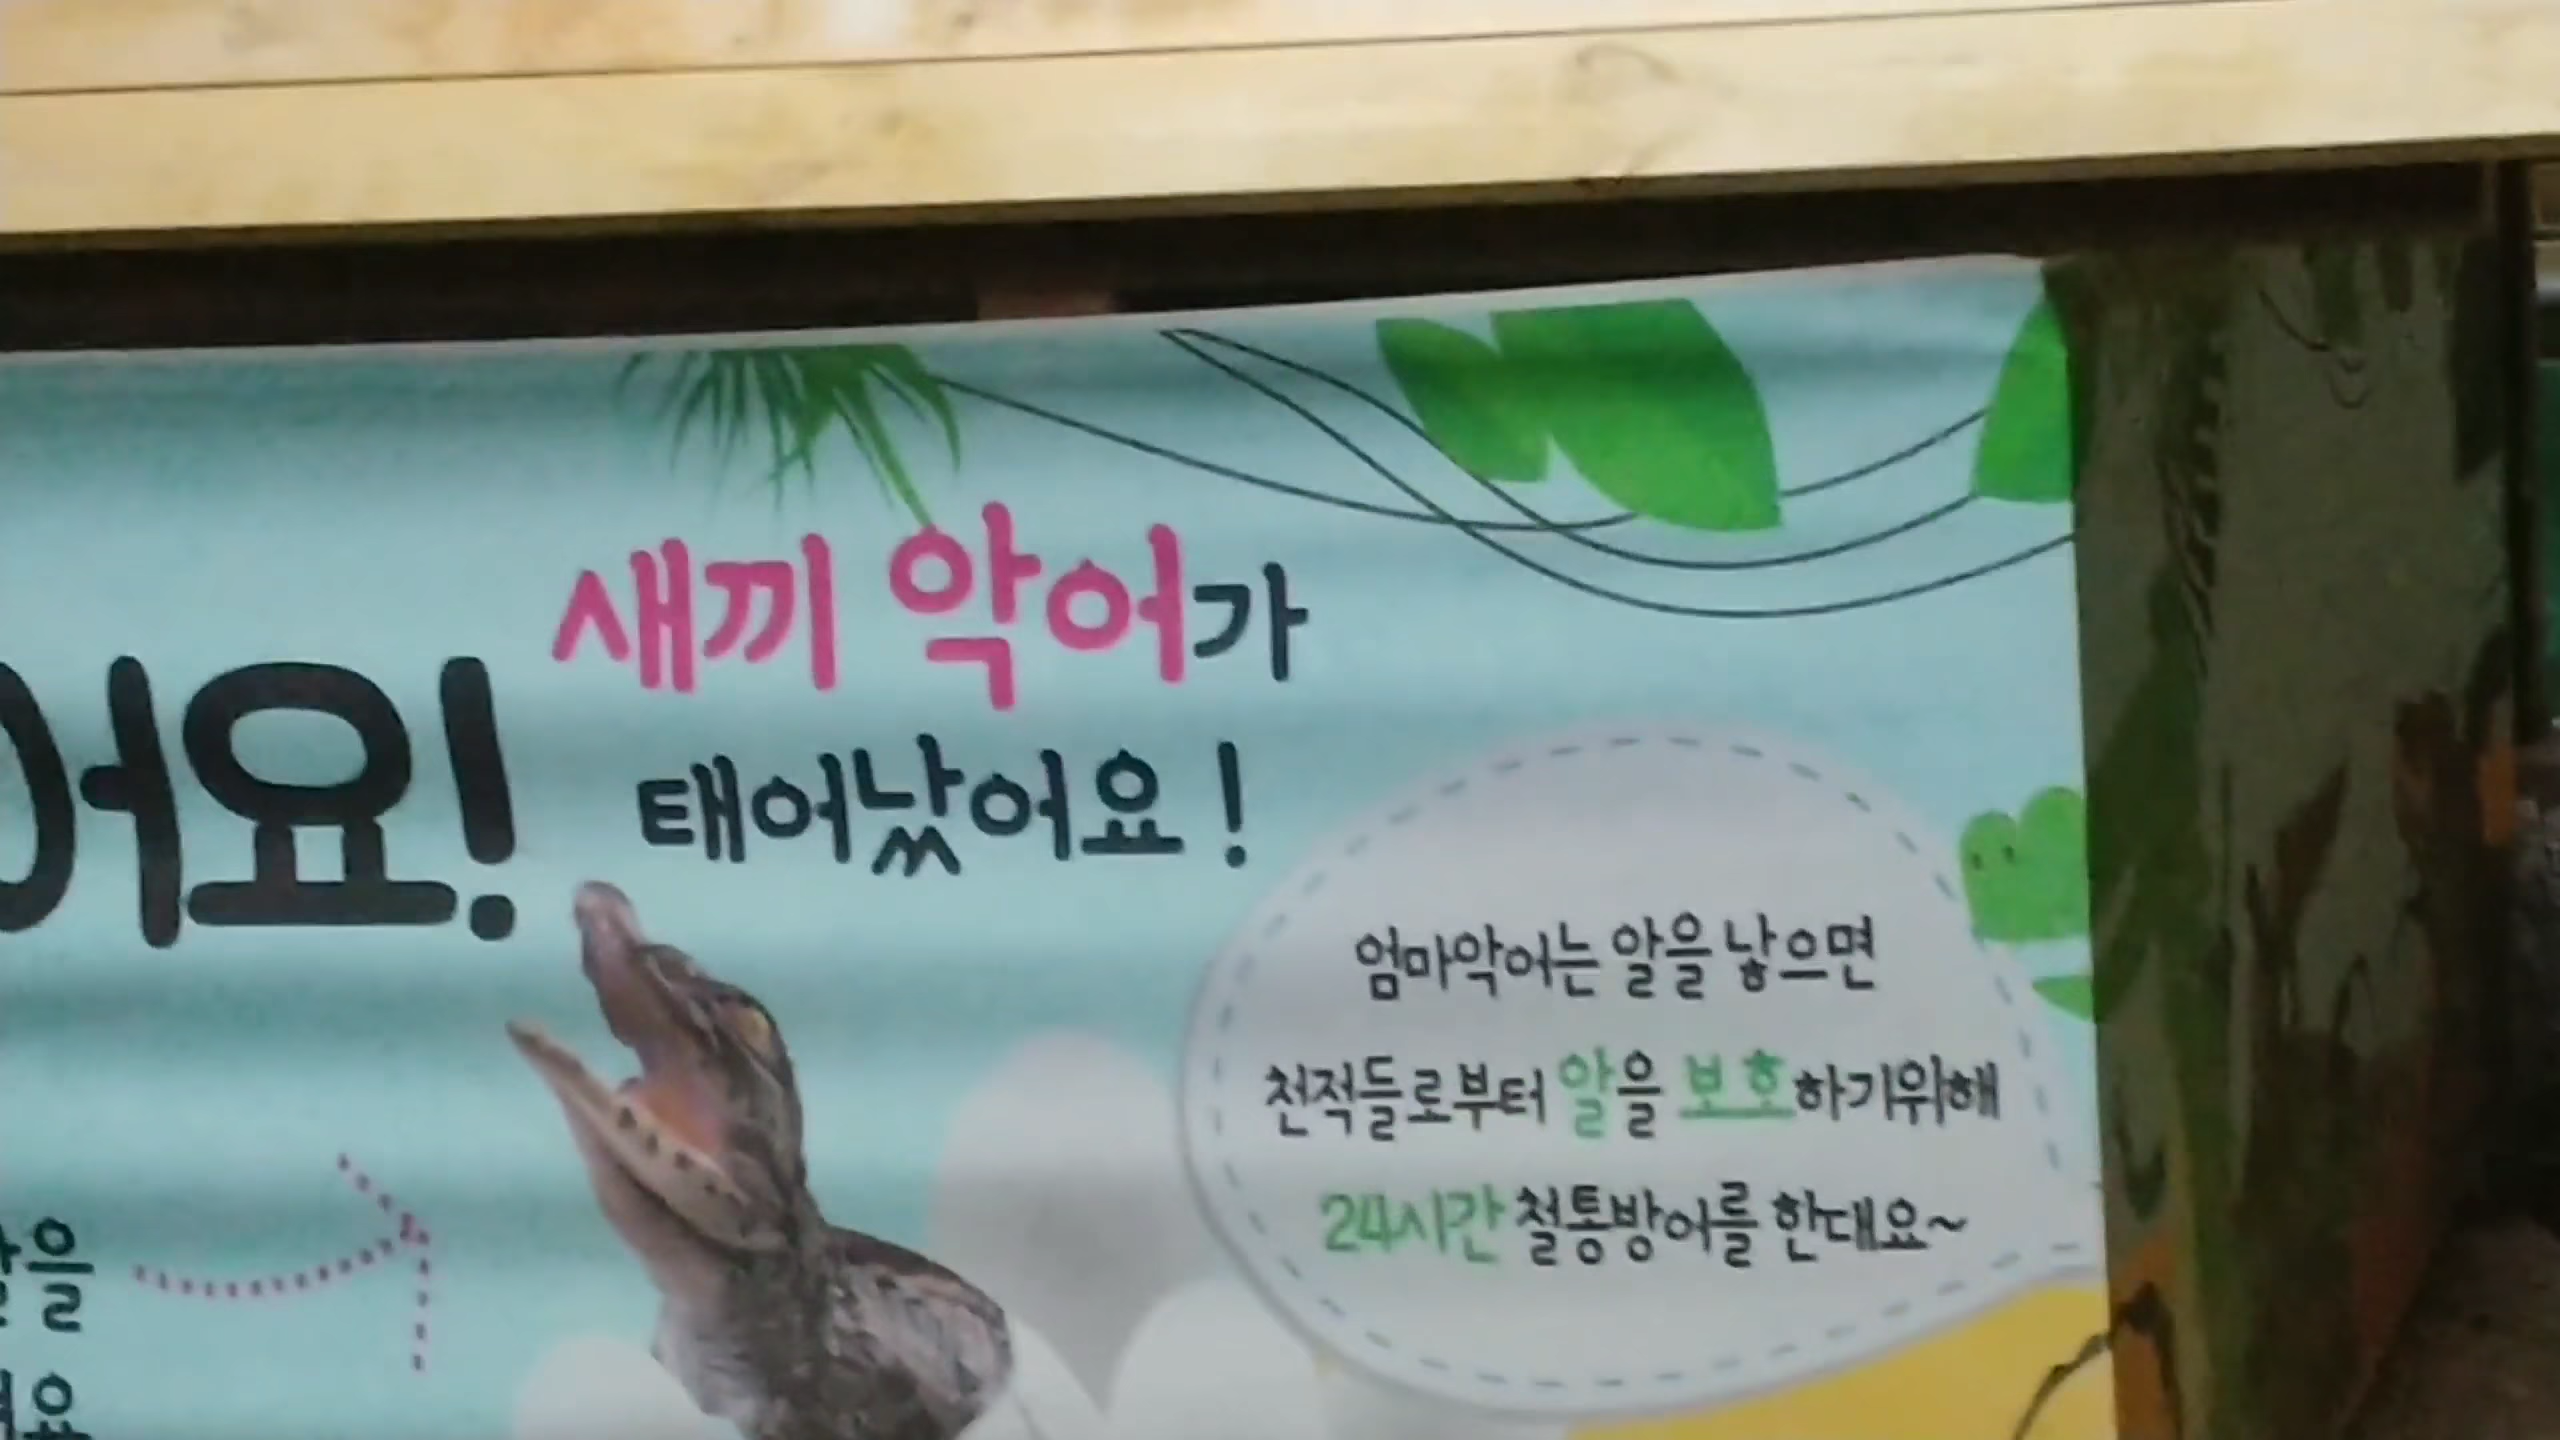 어요!
새끼 악어가
태어났어요!
엄마악어는 알을 낳으면
천적들로부터 알을 보호하기위해
24시간 철통방어를 한대요~